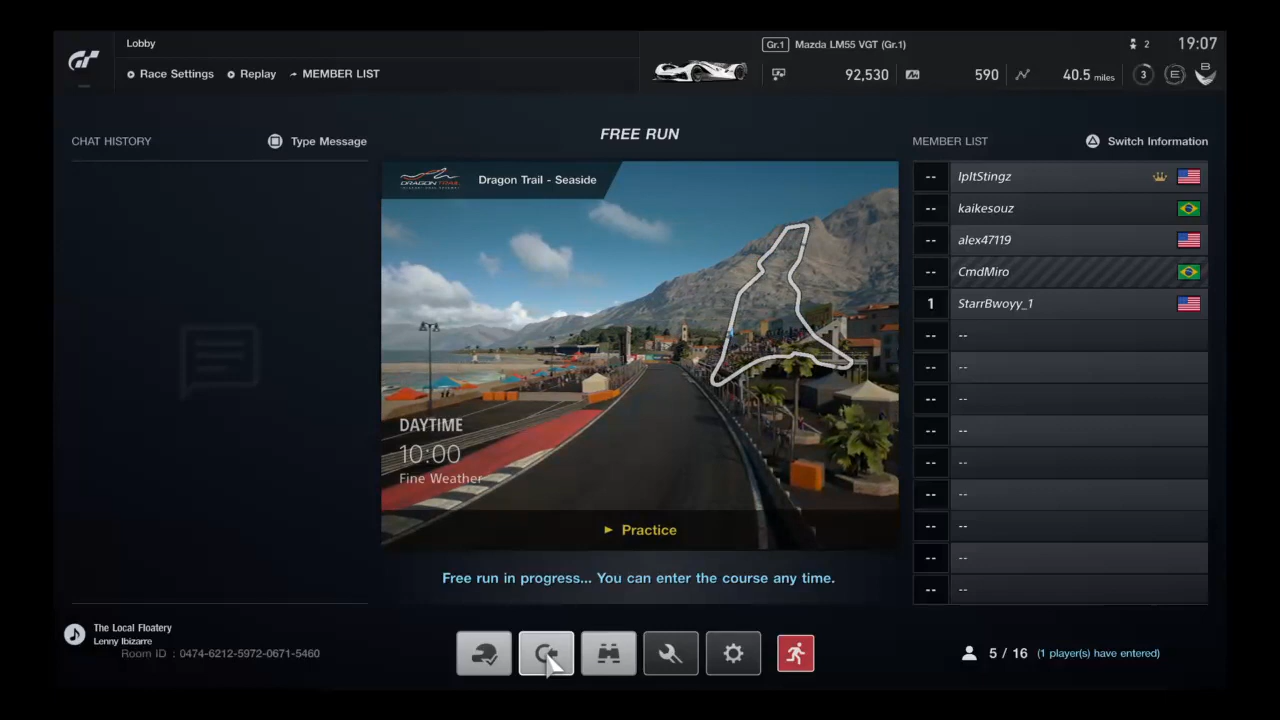 Lobby
Race Settings
Replay
MEMBER LIST
Gr.1 Mazda LM55 VGT (Gr.1)
2
19:07
92,530
590
40.5 miles
3
E
B
CHAT HISTORY
Type Message
FREE RUN
MEMBER LIST
Switch Information
DRAGON TRAIL
Dragon Trail - Seaside
DAYTIME
10:00
Fine Weather
Practice
Free run in progress... You can enter the course any time.
-- IpItStingz
-- kaikesouz
-- alex47119
-- CmdMiro
1 StarrBwoyy_1
-- --
-- --
-- --
-- --
-- --
-- --
-- --
-- --
-- --
The Local Floatery
Lenny Ibizarre
Room ID : 0474-6212-5972-0671-5460
5 / 16 (1 player(s) have entered)